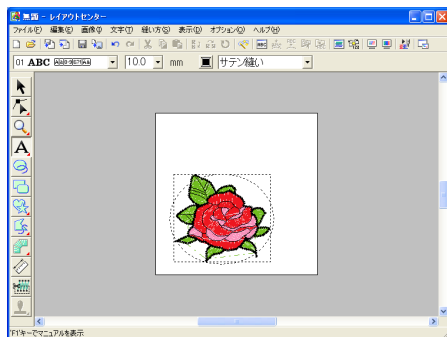 無題 - レイアウトセンター
ファイル(F) 編集(E) 画像(I) 文字(T) 縫い方(S) 表示(D) オプション(O) ヘルプ(H)
01 ABC 10.0 mm サテン縫い
A
'F1'キーでマニュアルを表示